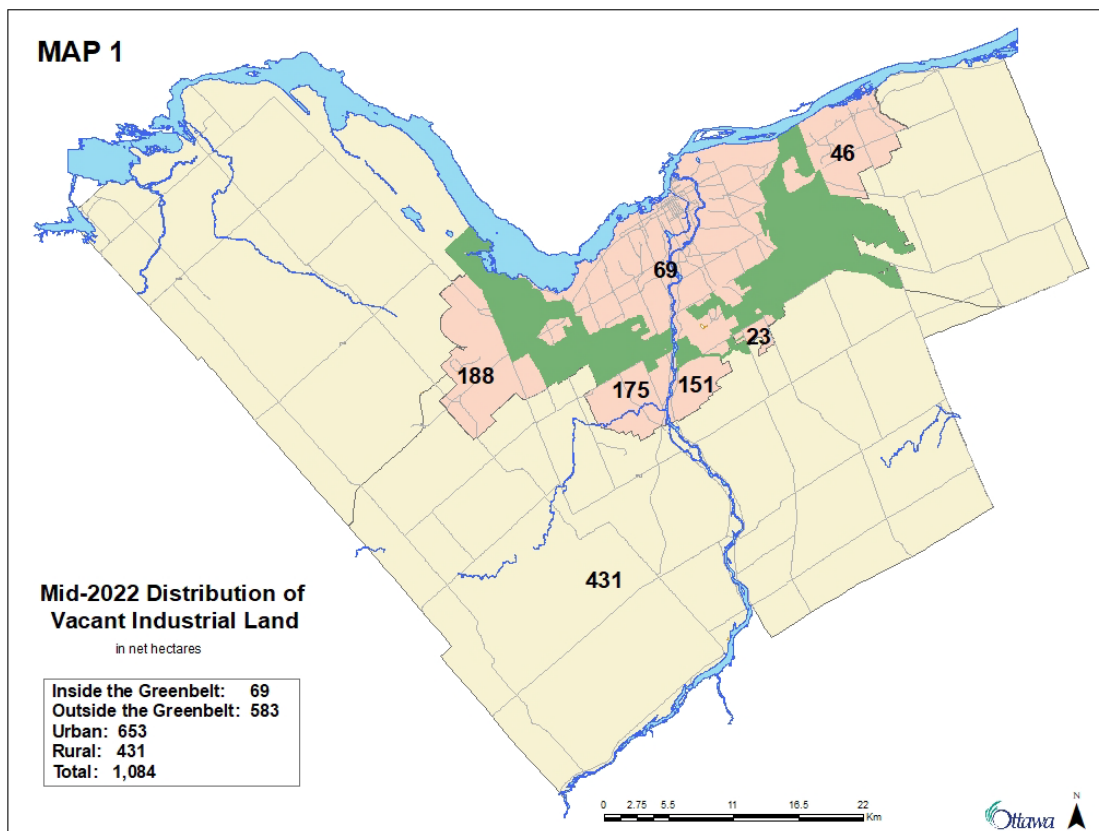 MAP 1
46
69
23
188
175
151
431
Mid-2022 Distribution of
Vacant Industrial Land
in net hectares
Inside the Greenbelt: 69
Outside the Greenbelt: 583
Urban: 653
Rural: 431
Total: 1,084
0 2.75 5.5 11 16.5 22
Km
Ottawa
N